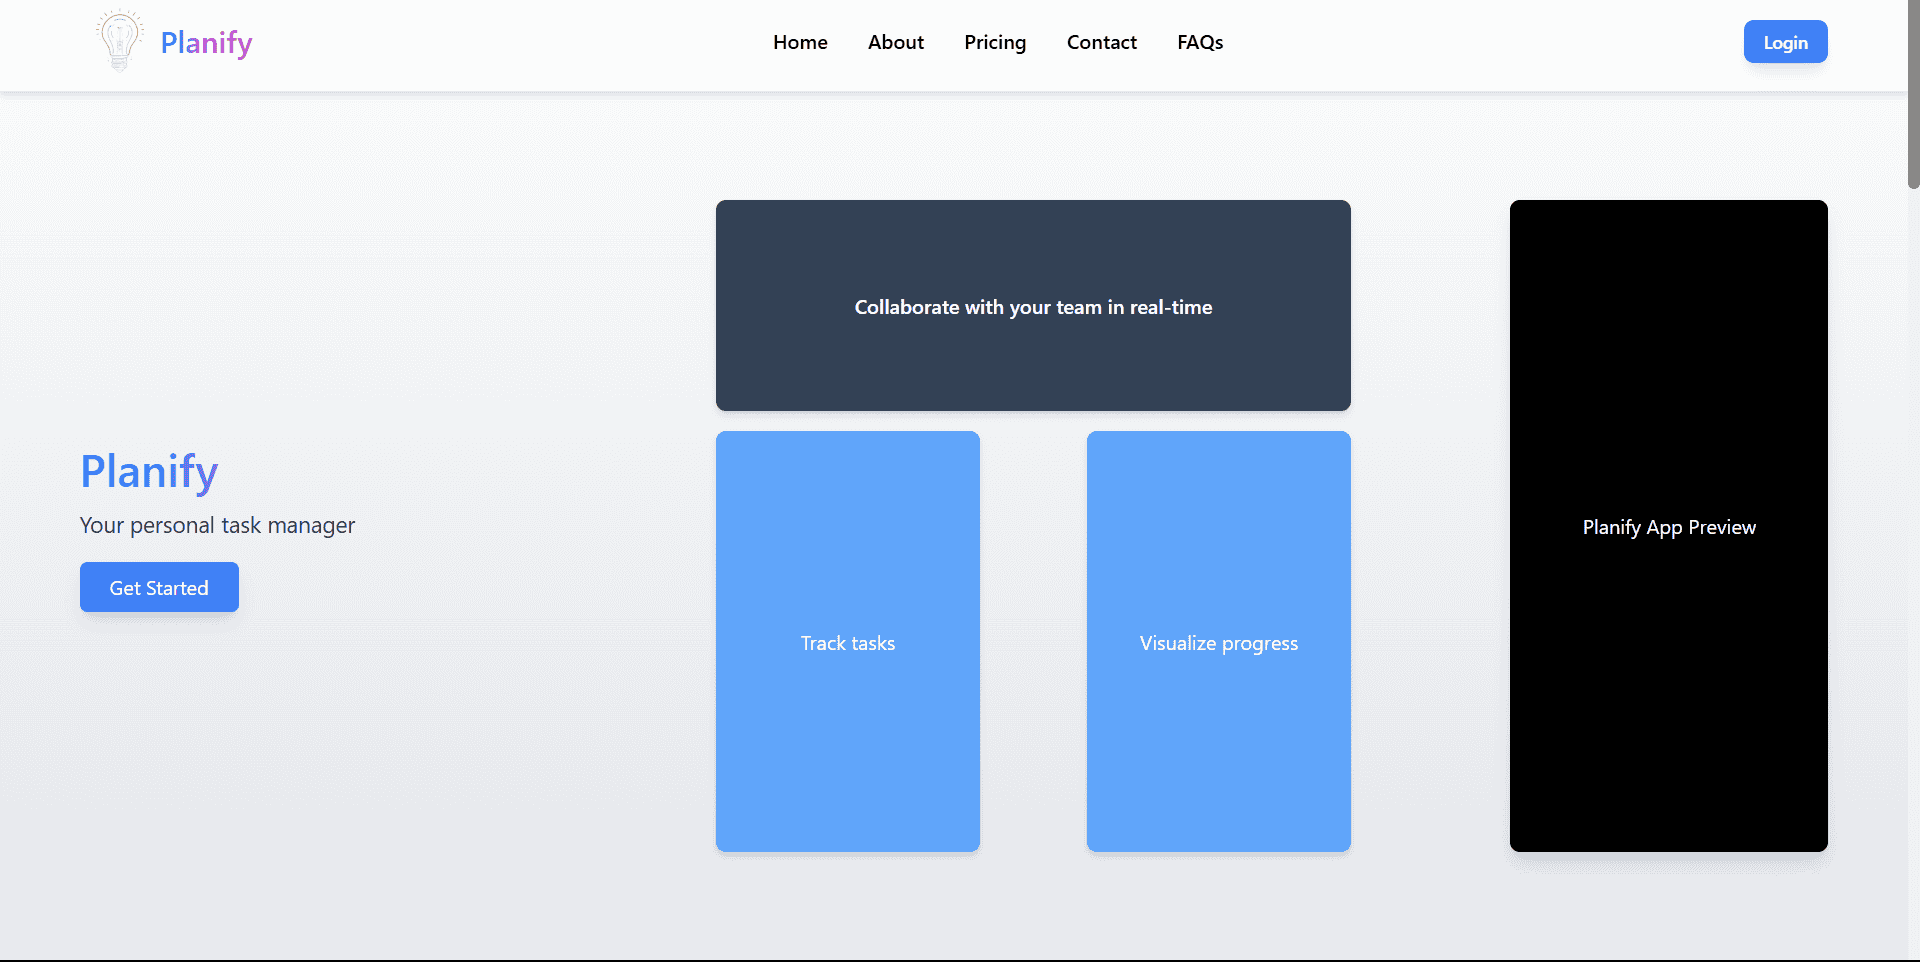 Planify
Home
About
Pricing
Contact
FAQs
Login
Planify
Your personal task manager
Get Started
Collaborate with your team in real-time
Track tasks
Visualize progress
Planify App Preview